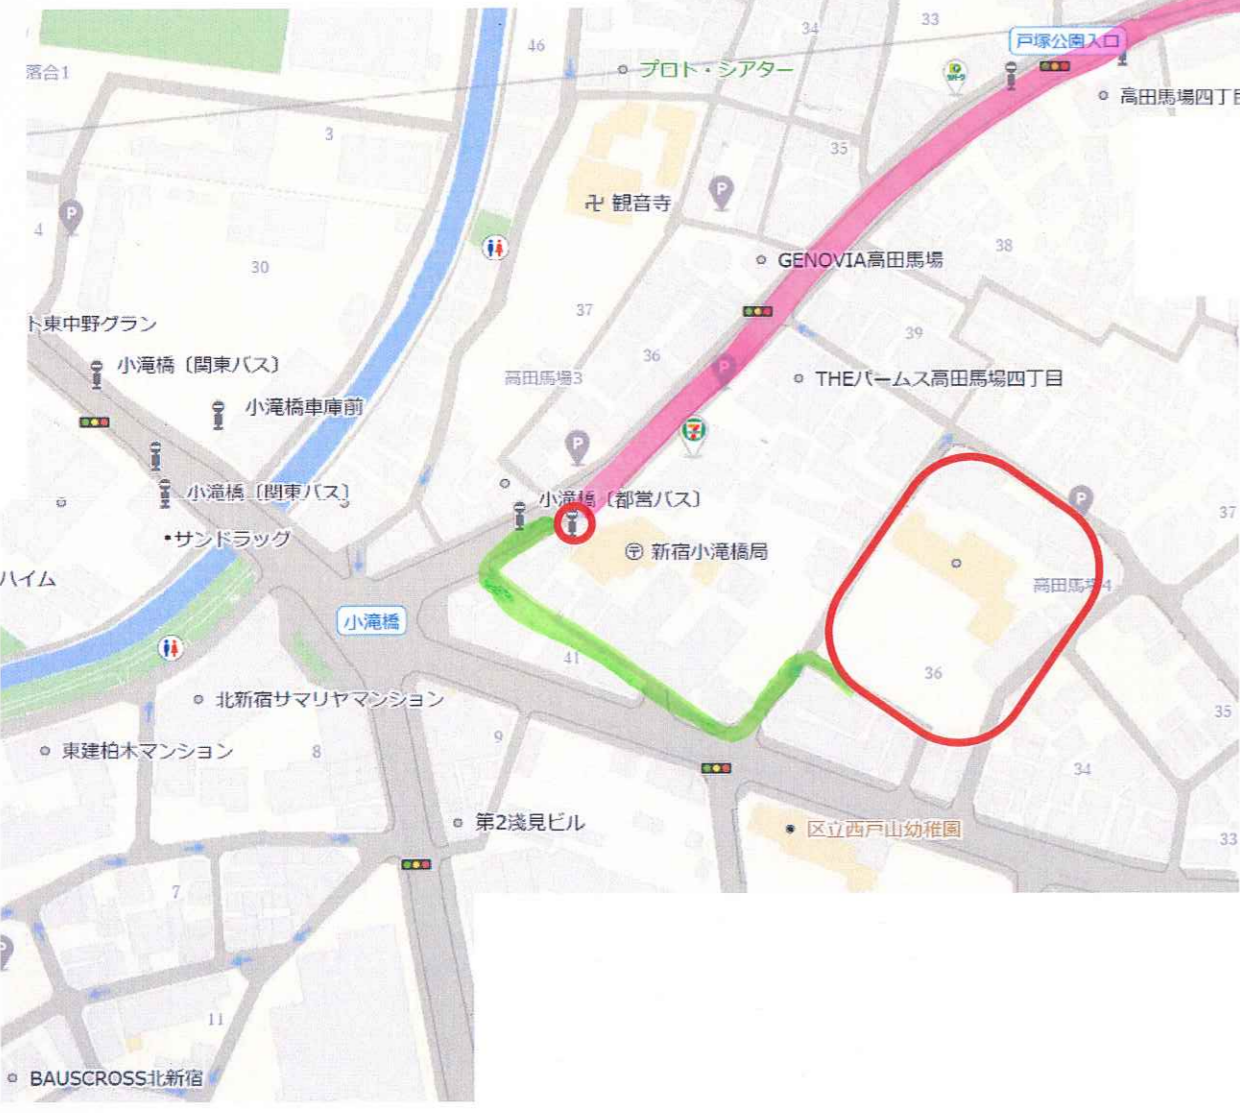 33
34
46
戸塚公園入口
プロト・シアター
落合1
高田馬場四丁目
3
35
P
卍 観音寺
P
4
38
30
GENOVIA高田馬場
37
ト東中野グラン
39
36
小滝橋〔関東バス〕
高田馬場3
THEパームス高田馬場四丁目
小滝橋車庫前
7
P
小滝橋〔関東バス〕
小滝橋〔都営バス〕
P
37
サンドラッグ
新宿小滝橋局
ハイム
高田馬場4
小滝橋
41
36
北新宿サマリヤマンション
35
9
東建柏木マンション
8
34
第2淺見ビル
区立西戸山幼稚園
33
7
P
11
BAUSCROSS北新宿